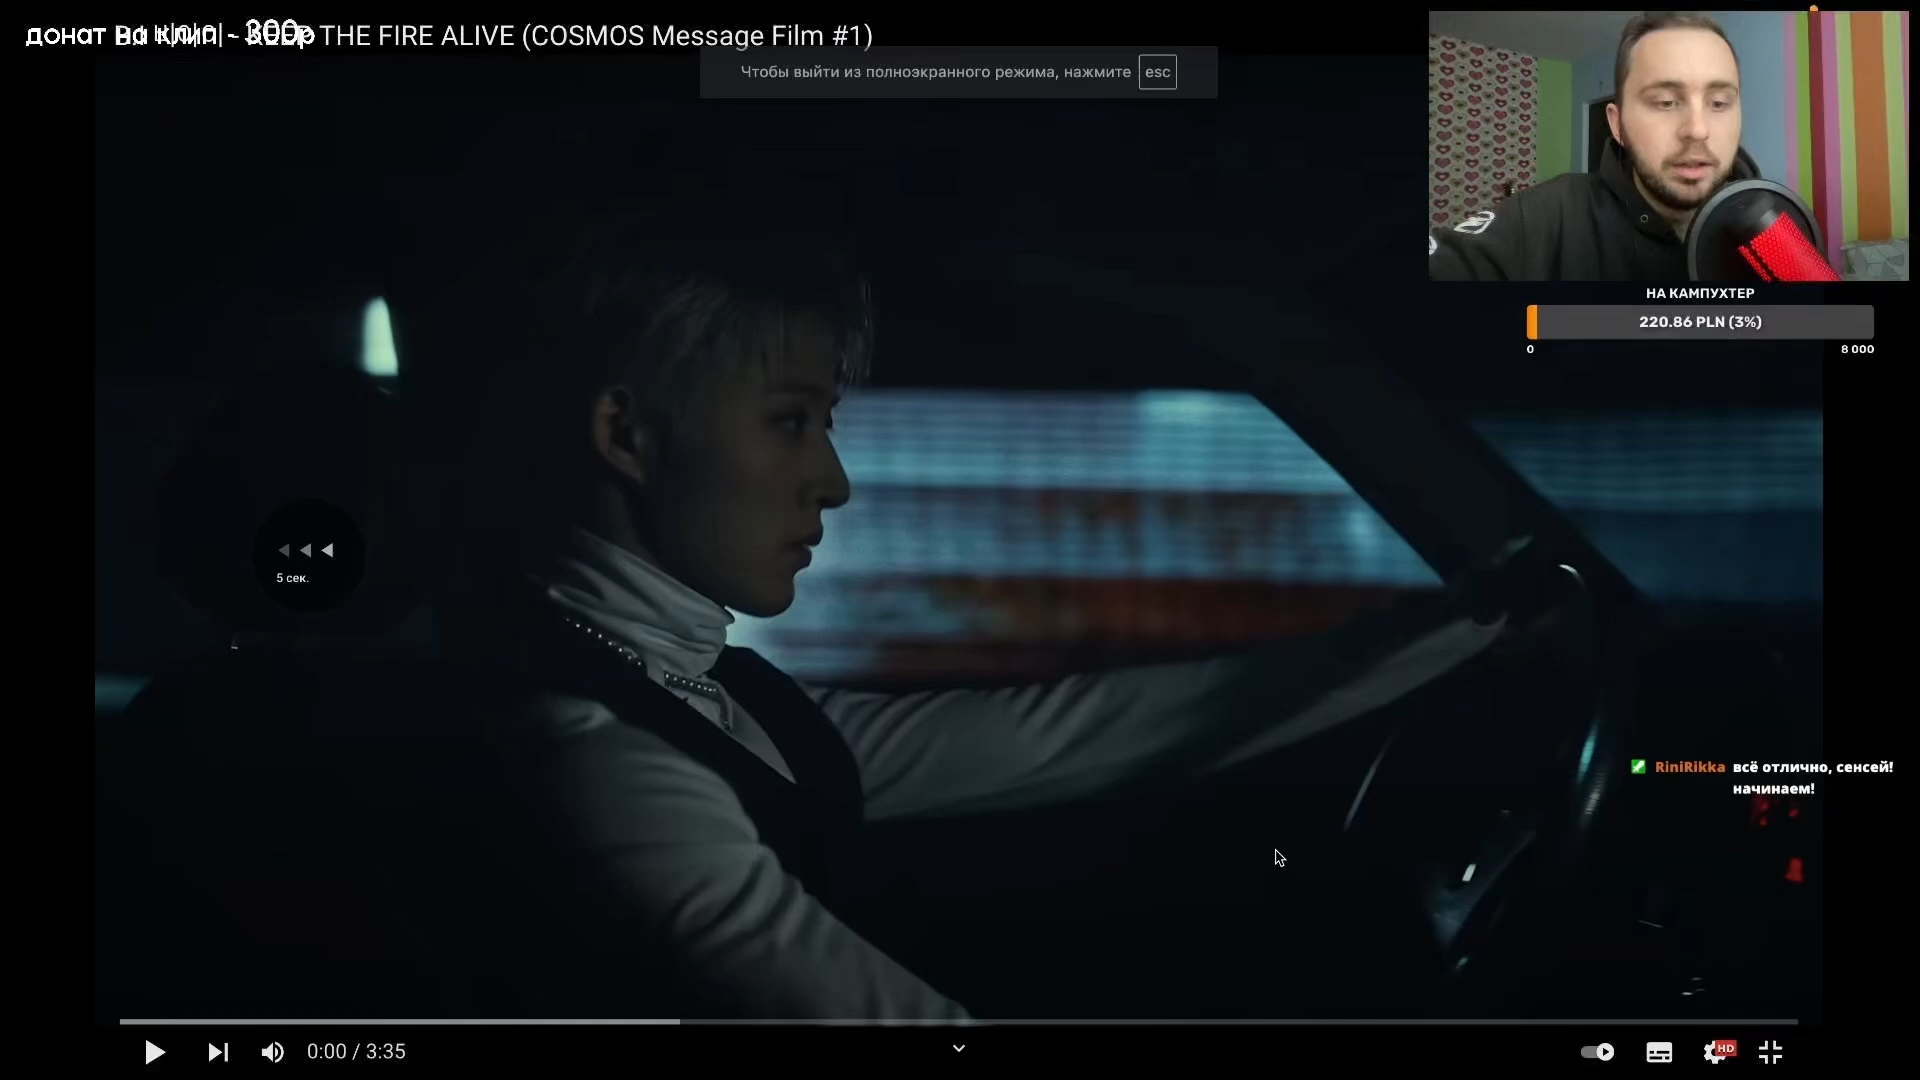 донат на клип - 300р
KEEP THE FIRE ALIVE (COSMOS Message Film #1)
Чтобы выйти из полноэкранного режима, нажмите esc
НА КАМПУХТЕР
220.86 PLN (3%)
0
8 000
5 сек.
RiniRikka всё отлично, сенсей!
начинаем!
0:00 / 3:35
HD